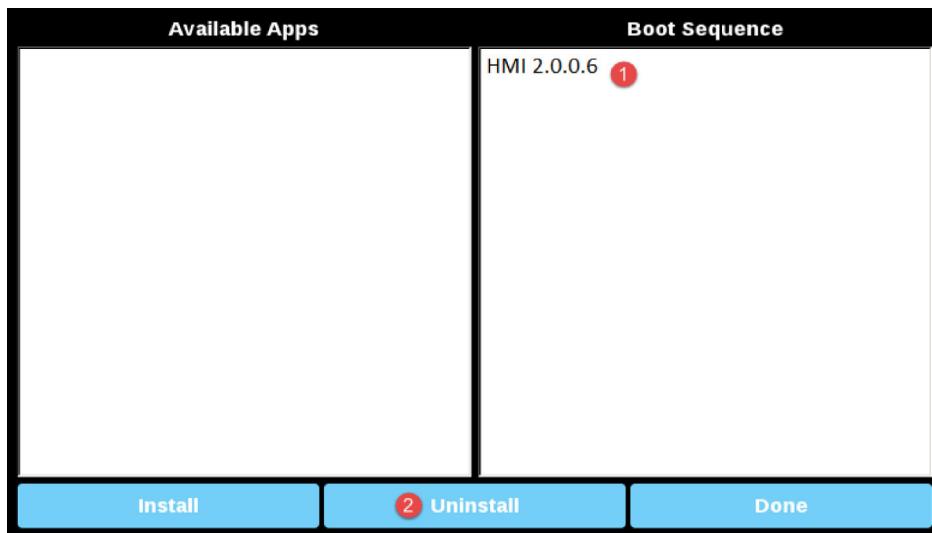 Available Apps
Boot Sequence
HMI 2.0.0.6 1
Install
2 Uninstall
Done